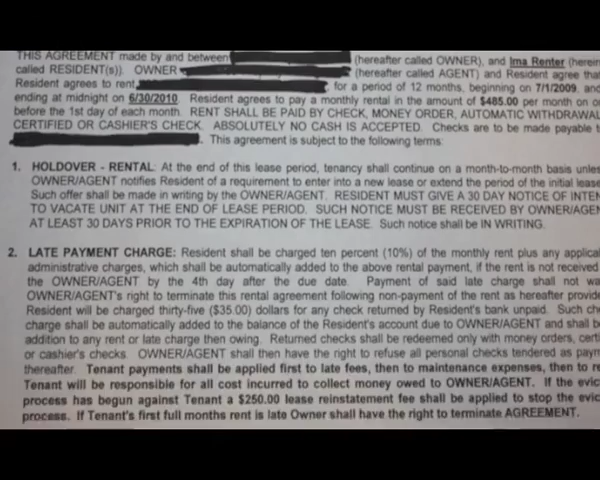 THIS AGREEMENT made by and between (hereafter called OWNER), and Ima Renter (herein
called RESIDENT(s)). OWNER (hereafter called AGENT) and Resident agree tha
Resident agrees to rent , for a period of 12 months, beginning on 7/1/2009, and
ending at midnight on 6/30/2010. Resident agrees to pay a monthly rental in the amount of $485.00 per month on o
before the 1st day of each month. RENT SHALL BE PAID BY CHECK, MONEY ORDER, AUTOMATIC WITHDRAWAL
CERTIFIED OR CASHIER'S CHECK. ABSOLUTELY NO CASH IS ACCEPTED. Checks are to be made payable t
. This agreement is subject to the following terms:
1. HOLDOVER - RENTAL: At the end of this lease period, tenancy shall continue on a month-to-month basis unles
OWNER/AGENT notifies Resident of a requirement to enter into a new lease or extend the period of the initial lease
Such offer shall be made in writing by the OWNER/AGENT. RESIDENT MUST GIVE A 30 DAY NOTICE OF INTEN
TO VACATE UNIT AT THE END OF LEASE PERIOD. SUCH NOTICE MUST BE RECEIVED BY OWNER/AGEN
AT LEAST 30 DAYS PRIOR TO THE EXPIRATION OF THE LEASE. Such notice shall be IN WRITING.
2. LATE PAYMENT CHARGE: Resident shall be charged ten percent (10%) of the monthly rent plus any applical
administrative charges, which shall be automatically added to the above rental payment, if the rent is not received
the OWNER/AGENT by the 4th day after the due date. Payment of said late charge shall not wa
OWNER/AGENT's right to terminate this rental agreement following non-payment of the rent as hereafter provide
Resident will be charged thirty-five ($35.00) dollars for any check returned by Resident's bank unpaid. Such che
charge shall be automatically added to the balance of the Resident's account due to OWNER/AGENT and shall b
addition to any rent or late charge then owing. Returned checks shall be redeemed only with money orders, certi
or cashier's checks. OWNER/AGENT shall then have the right to refuse all personal checks tendered as paym
thereafter. Tenant payments shall be applied first to late fees, then to maintenance expenses, then to re
Tenant will be responsible for all cost incurred to collect money owed to OWNER/AGENT. If the evic
process has begun against Tenant a $250.00 lease reinstatement fee shall be applied to stop the evic
process. If Tenant's first full months rent is late Owner shall have the right to terminate AGREEMENT.